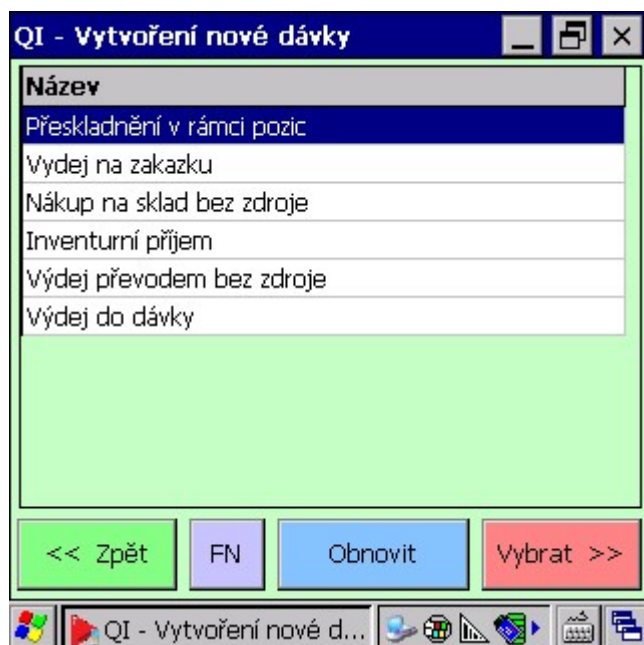 QI - Vytvoření nové dávky
Název
Přeskladnění v rámci pozic
Vydej na zakazku
Nákup na sklad bez zdroje
Inventurní příjem
Výdej převodem bez zdroje
Výdej do dávky
<< Zpět
FN
Obnovit
Vybrat >>
QI - Vytvoření nové d...